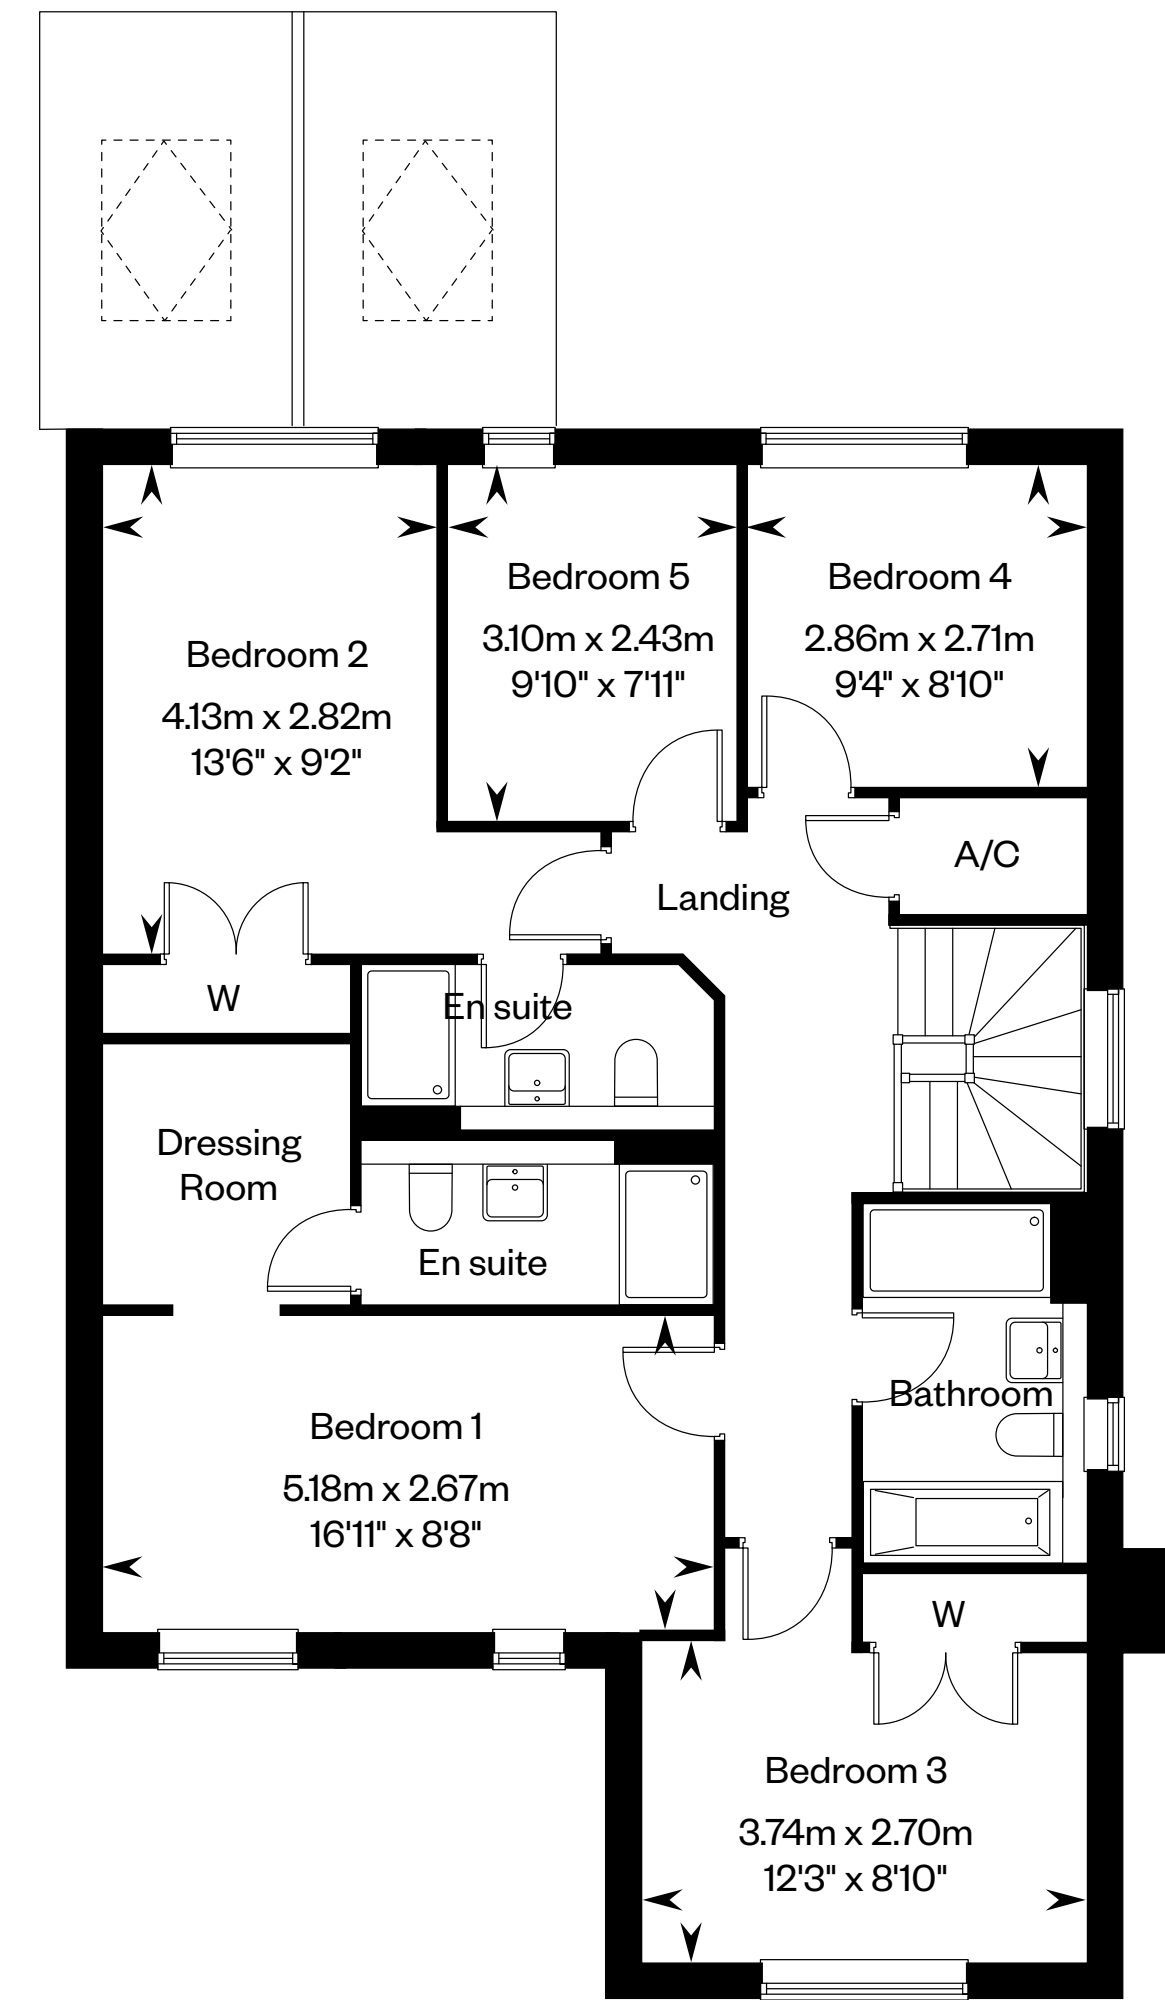 Bedroom 5
3.10m x 2.43m
9'10" x 7'11"
Bedroom 4
2.86m x 2.71m
9'4" x 8'10"
Bedroom 2
4.13m x 2.82m
13'6" x 9'2"
A/C
Landing
W
En suite
Dressing
Room
En suite
Bathroom
Bedroom 1
5.18m x 2.67m
16'11" x 8'8"
W
Bedroom 3
3.74m x 2.70m
12'3" x 8'10"